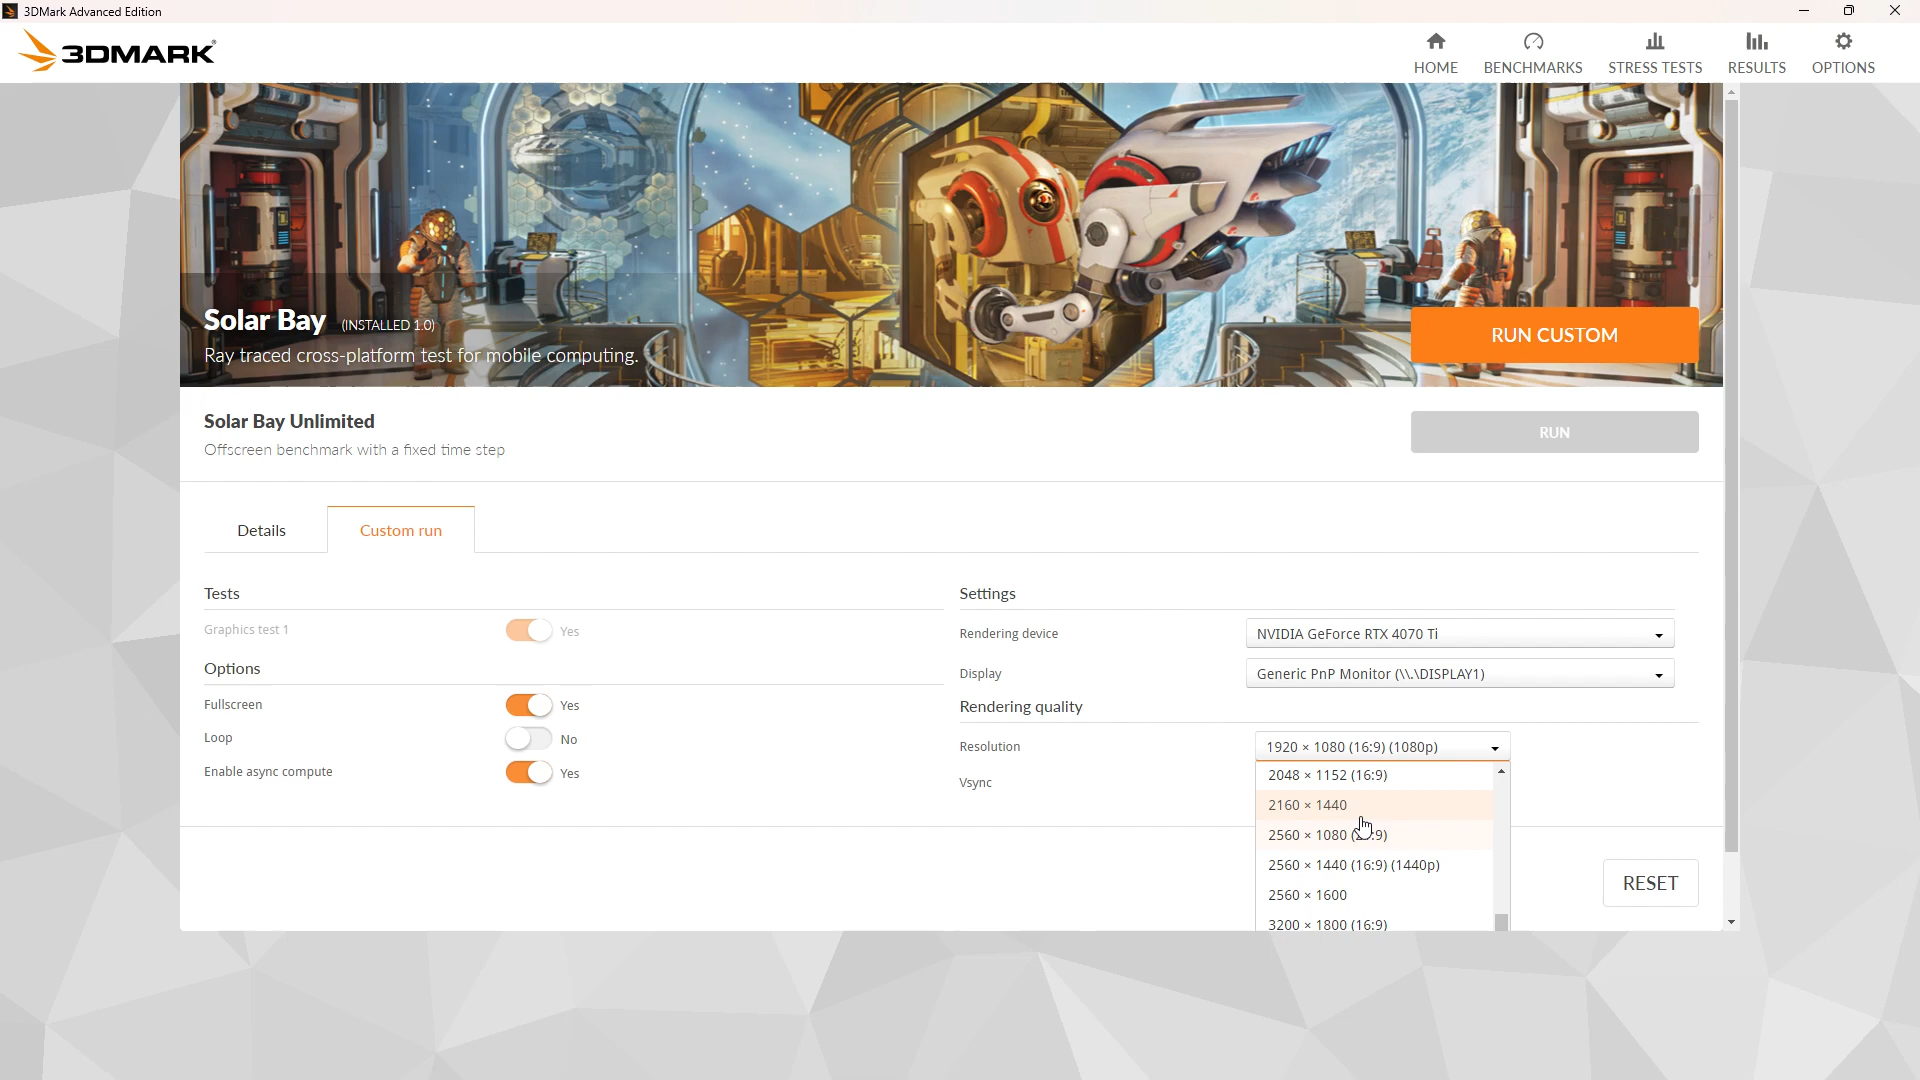 3DMark Advanced Edition
3DMARK
HOME
BENCHMARKS
STRESS TESTS
RESULTS
OPTIONS
Solar Bay (INSTALLED 1.0)
Ray traced cross-platform test for mobile computing.
RUN CUSTOM
Solar Bay Unlimited
Offscreen benchmark with a fixed time step
RUN
Details
Custom run
Tests
Graphics test 1
Yes
Options
Fullscreen
Yes
Loop
No
Enable async compute
Yes
Settings
Rendering device
NVIDIA GeForce RTX 4070 Ti
Display
Generic PnP Monitor (\\.\DISPLAY1)
Rendering quality
Resolution
1920 × 1080 (16:9) (1080p)
Vsync
2048 × 1152 (16:9)
2160 × 1440
2560 × 1080
2560 × 1440 (16:9) (1440p)
2560 × 1600
3200 × 1800 (16:9)
RESET